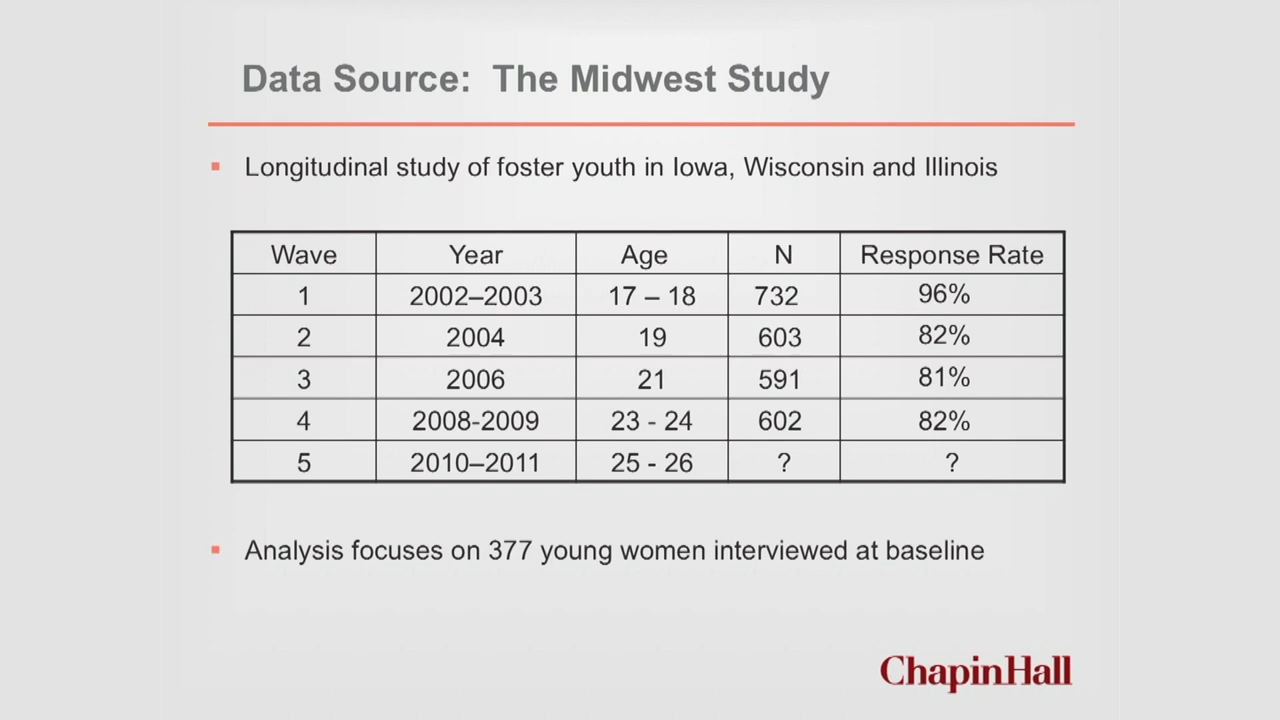 Data Source: The Midwest Study
▪ Longitudinal study of foster youth in Iowa, Wisconsin and Illinois
Wave Year Age N Response Rate
1 2002–2003 17 – 18 732 96%
2 2004 19 603 82%
3 2006 21 591 81%
4 2008-2009 23 - 24 602 82%
5 2010–2011 25 - 26 ? ?
▪ Analysis focuses on 377 young women interviewed at baseline
ChapinHall